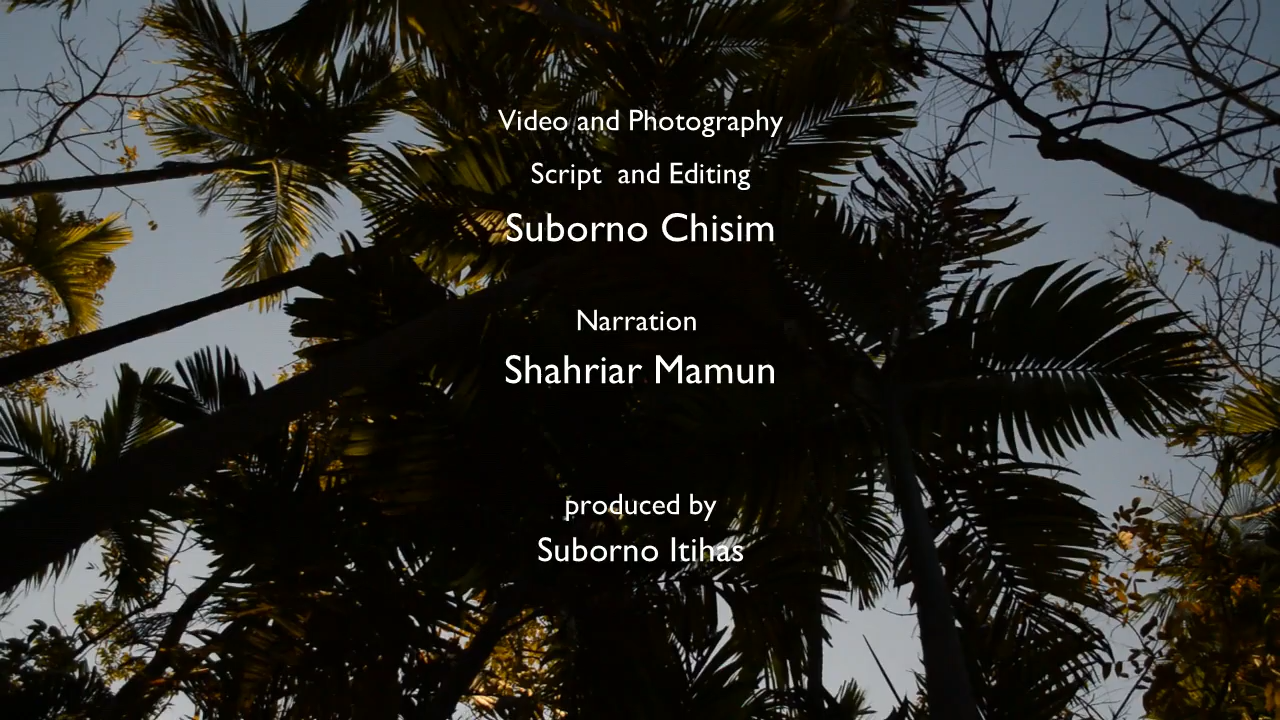 Video and Photography
Script and Editing
Suborno Chisim
Narration
Shahriar Mamun
produced by
Suborno Itihas